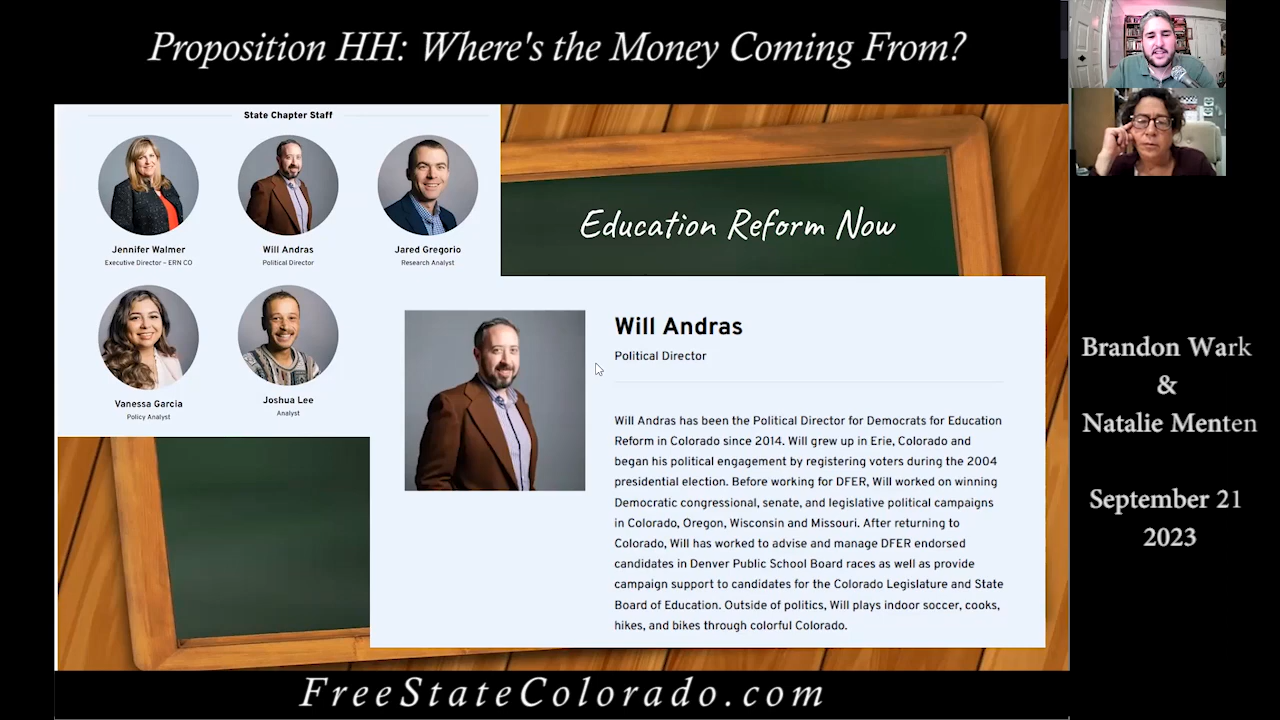 Proposition HH: Where's the Money Coming From?
State Chapter Staff
Jennifer Walmer
Executive Director – ERN CO
Will Andras
Political Director
Jared Gregorio
Research Analyst
Vanessa Garcia
Policy Analyst
Joshua Lee
Analyst
Education Reform Now
Will Andras
Political Director
Will Andras has been the Political Director for Democrats for Education
Reform in Colorado since 2014. Will grew up in Erie, Colorado and
began his political engagement by registering voters during the 2004
presidential election. Before working for DFER, Will worked on winning
Democratic congressional, senate, and legislative political campaigns
in Colorado, Oregon, Wisconsin and Missouri. After returning to
Colorado, Will has worked to advise and manage DFER endorsed
candidates in Denver Public School Board races as well as provide
campaign support to candidates for the Colorado Legislature and State
Board of Education. Outside of politics, Will plays indoor soccer, cooks,
hikes, and bikes through colorful Colorado.
Brandon Wark
&
Natalie Menten
September 21
2023
FreeStateColorado.com